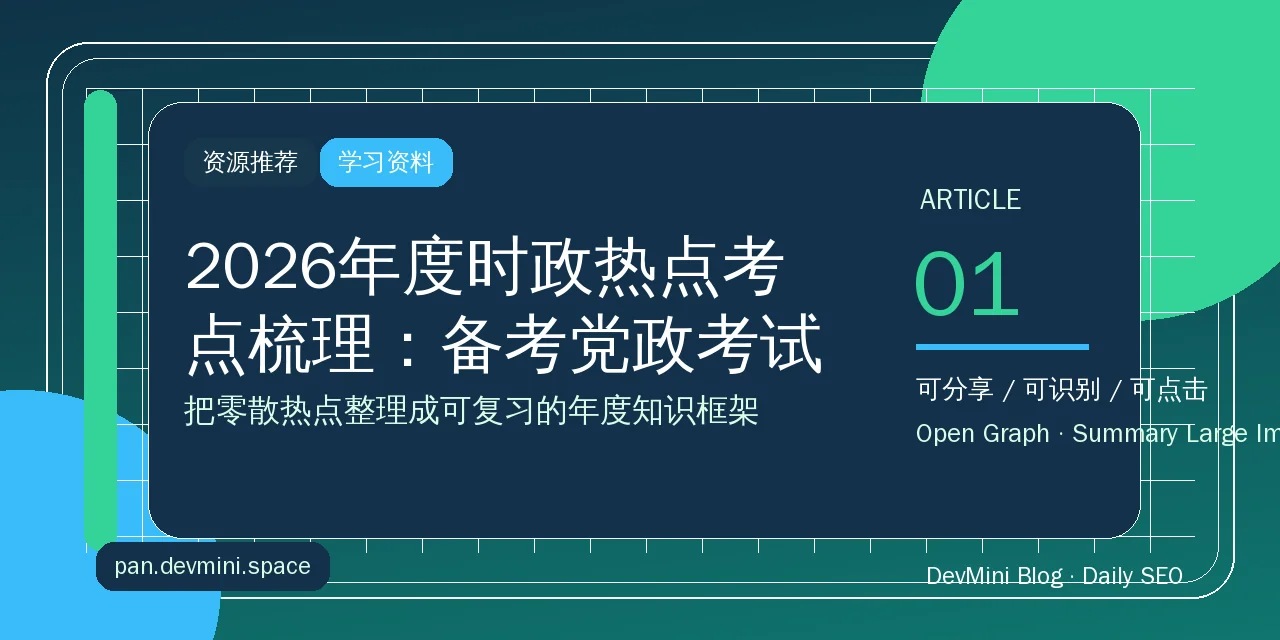 资源推荐
学习资料
2026年度时政热点考
点梳理：备考党政考试
把零散热点整理成可复习的年度知识框架
ARTICLE
01
可分享 / 可识别 / 可点击
Open Graph · Summary Large Im
pan.devmini.space
DevMini Blog · Daily SEO